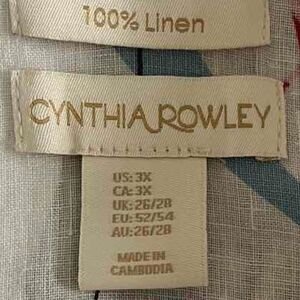 100% Linen
CYNTHIA ROWLEY
US: 3X
CA: 3X
UK: 26/28
EU: 52/54
AU: 26/28
MADE IN
CAMBODIA